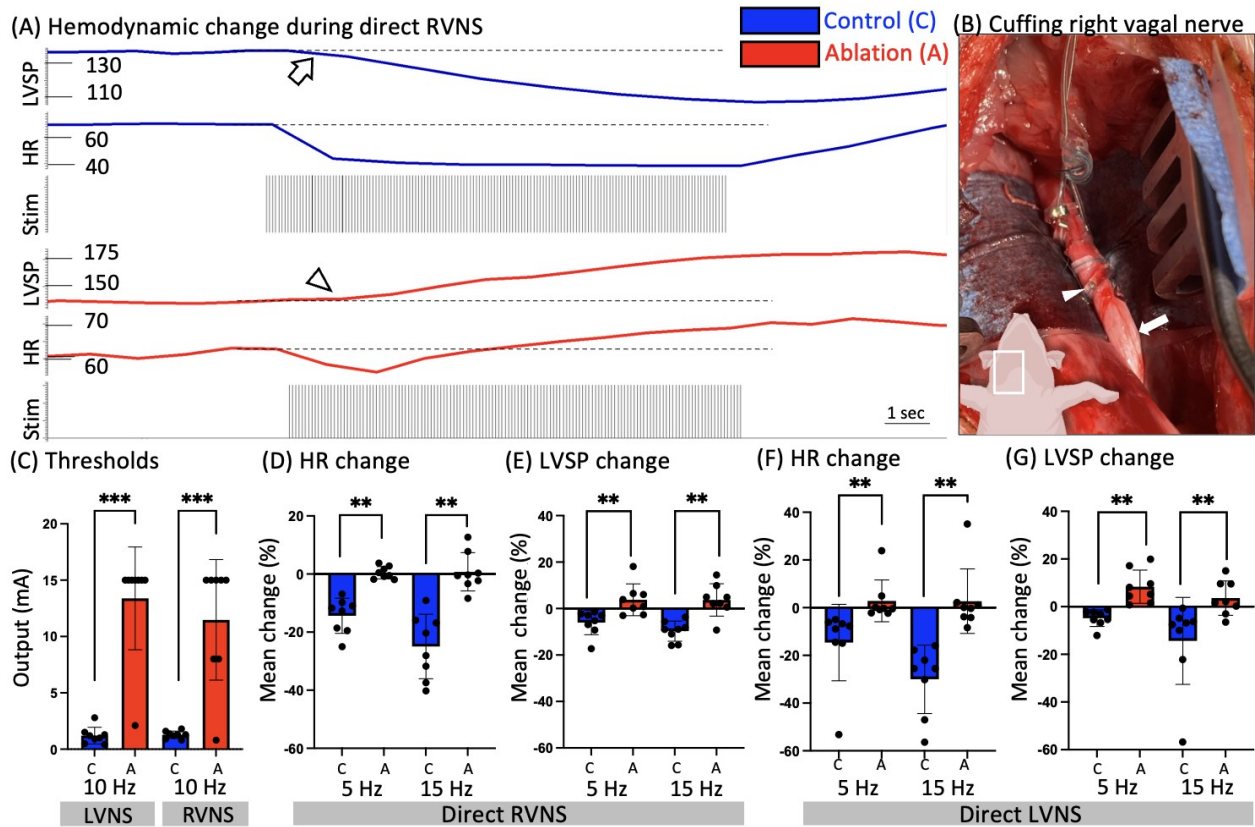 (A) Hemodynamic change during direct RVNS
Control (C)
Ablation (A)
(B) Cuffing right vagal nerve
LVSP
130
110
HR
60
40
Stim
LVSP
175
150
HR
70
60
Stim
1 sec
(C) Thresholds
Output (mA)
20
15
10
5
0
*** ***
C A C A
10 Hz 10 Hz
LVNS RVNS
(D) HR change
Mean change (%)
20
0
-20
-40
-60
** **
C A C A
5 Hz 15 Hz
(E) LVSP change
Mean change (%)
40
20
0
-20
-40
-60
** **
C A C A
5 Hz 15 Hz
Direct RVNS
(F) HR change
Mean change (%)
40
20
0
-20
-40
-60
** **
C A C A
5 Hz 15 Hz
(G) LVSP change
Mean change (%)
40
20
0
-20
-40
-60
** **
C A C A
5 Hz 15 Hz
Direct LVNS